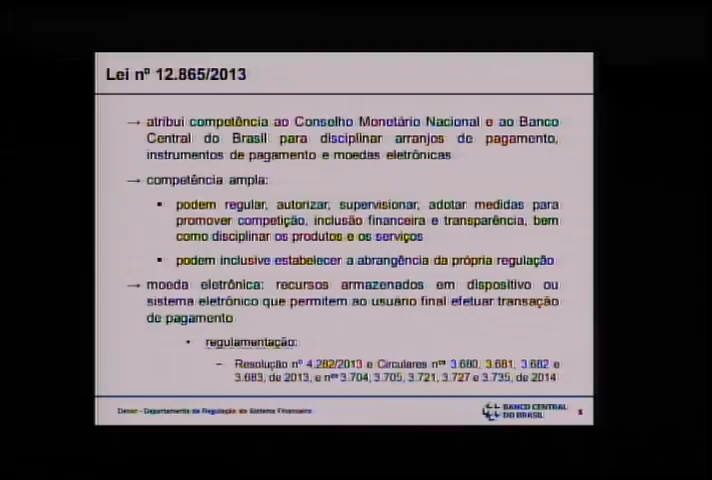 Lei nº 12.865/2013
→ atribui competência ao Conselho Monetário Nacional e ao Banco
Central do Brasil para disciplinar arranjos de pagamento,
instrumentos de pagamento e moedas eletrônicas
→ competência ampla:
▪ podem regular, autorizar, supervisionar, adotar medidas para
promover competição, inclusão financeira e transparência, bem
como disciplinar os produtos e os serviços
▪ podem inclusive estabelecer a abrangência da própria regulação
→ moeda eletrônica: recursos armazenados em dispositivo ou
sistema eletrônico que permitem ao usuário final efetuar transação
de pagamento
• regulamentação:
– Resolução nº 4.282/2013 e Circulares nºs 3.680, 3.681, 3.682 e
3.683, de 2013, e nºs 3.704, 3.705, 3.721, 3.727 e 3.735, de 2014
Denor - Departamento de Regulação do Sistema Financeiro
BANCO CENTRAL
DO BRASIL